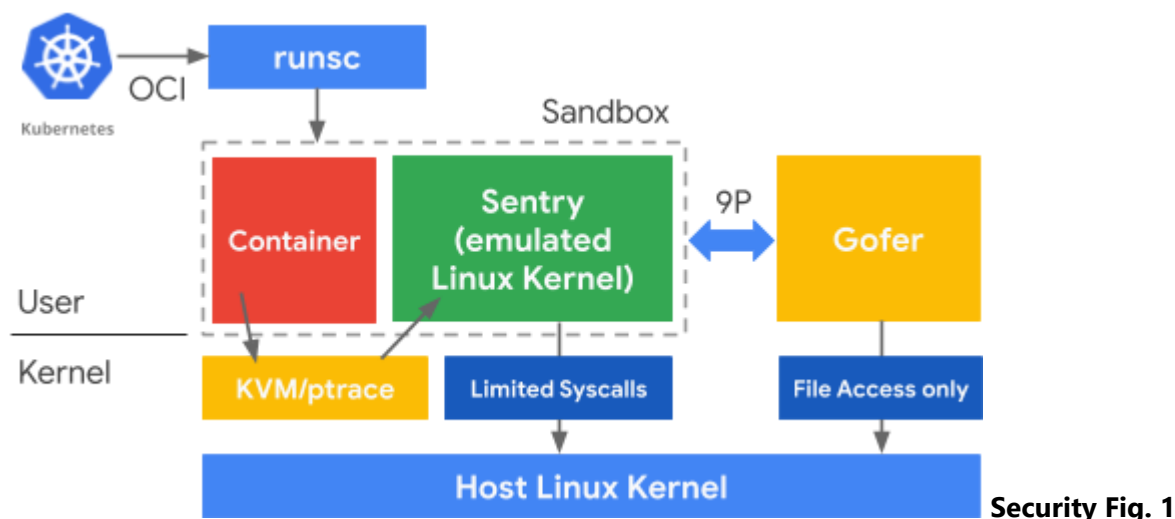 runsc
OCI
Kubernetes
Sandbox
Container
Sentry
(emulated
Linux Kernel)
9P
Gofer
User
Kernel
KVM/ptrace
Limited Syscalls
File Access only
Host Linux Kernel
Security Fig. 1